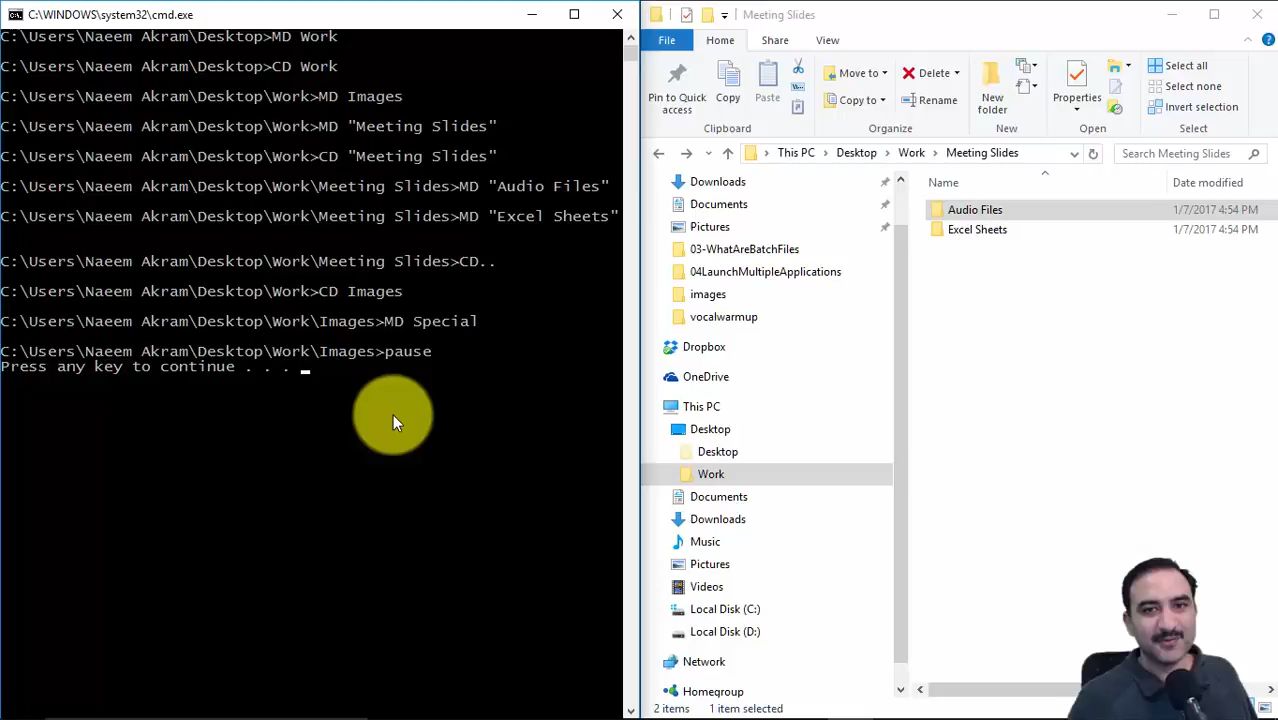 C:\WINDOWS\system32\cmd.exe
C:\Users\Naeem Akram\Desktop>MD Work
C:\Users\Naeem Akram\Desktop>CD Work
C:\Users\Naeem Akram\Desktop\Work>MD Images
C:\Users\Naeem Akram\Desktop\Work>MD "Meeting Slides"
C:\Users\Naeem Akram\Desktop\Work>CD "Meeting Slides"
C:\Users\Naeem Akram\Desktop\Work\Meeting Slides>MD "Audio Files"
C:\Users\Naeem Akram\Desktop\Work\Meeting Slides>MD "Excel Sheets"
C:\Users\Naeem Akram\Desktop\Work\Meeting Slides>CD..
C:\Users\Naeem Akram\Desktop\Work>CD Images
C:\Users\Naeem Akram\Desktop\Work\Images>MD Special
C:\Users\Naeem Akram\Desktop\Work\Images>pause
Press any key to continue . . .
Meeting Slides
File Home Share View
Pin to Quick access
Copy
Paste
Clipboard
Move to
Copy to
Delete
Rename
Organize
New folder
New
Properties
Open
Select all
Select none
Invert selection
Select
This PC > Desktop > Work > Meeting Slides
Search Meeting Slides
Downloads
Documents
Pictures
03-WhatAreBatchFiles
04LaunchMultipleApplications
images
vocalwarmup
Dropbox
OneDrive
This PC
Desktop
Desktop
Work
Documents
Downloads
Music
Pictures
Videos
Local Disk (C:)
Local Disk (D:)
Network
Homegroup
Name Date modified
Audio Files 1/7/2017 4:54 PM
Excel Sheets 1/7/2017 4:54 PM
2 items 1 item selected